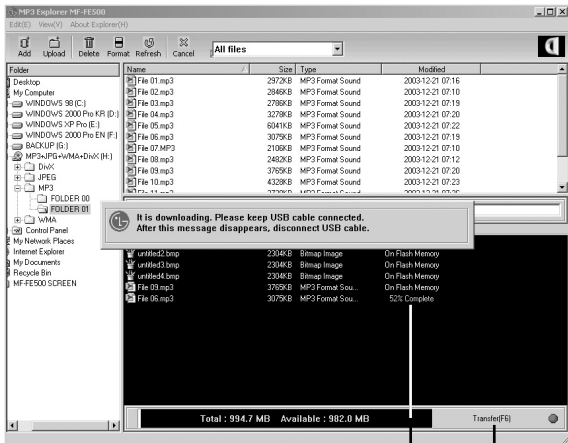 MP3 Explorer MF-FE500
Edit(E) View(V) About Explorer(H)
Add Upload Delete Format Refresh Cancel All files
Folder
Desktop
My Computer
WINDOWS 98 (C:)
WINDOWS 2000 Pro KR (D:)
WINDOWS XP Pro (E:)
WINDOWS 2000 Pro EN (F:)
BACKUP (G:)
MP3+JPG+WMA+DivX (H:)
DivX
JPEG
MP3
FOLDER 00
FOLDER 01
WMA
Control Panel
My Network Places
Internet Explorer
My Documents
Recycle Bin
MF-FE500 SCREEN
Name Size Type Modified
File 01.mp3 2972KB MP3 Format Sound 2003-12-21 07:16
File 02.mp3 2846KB MP3 Format Sound 2003-12-21 07:10
File 03.mp3 2786KB MP3 Format Sound 2003-12-21 07:19
File 04.mp3 3278KB MP3 Format Sound 2003-12-21 07:20
File 05.mp3 6041KB MP3 Format Sound 2003-12-21 07:22
File 06.mp3 3075KB MP3 Format Sound 2003-12-21 07:19
File 07.MP3 2106KB MP3 Format Sound 2003-12-21 07:10
File 08.mp3 2482KB MP3 Format Sound 2003-12-21 07:12
File 09.mp3 3765KB MP3 Format Sound 2003-12-21 07:20
File 10.mp3 4328KB MP3 Format Sound 2003-12-21 07:23
It is downloading. Please keep USB cable connected.
After this message disappears, disconnect USB cable.
untitled2.bmp 2304KB Bitmap Image On Flash Memory
untitled3.bmp 2304KB Bitmap Image On Flash Memory
untitled4.bmp 2304KB Bitmap Image On Flash Memory
File 09.mp3 3765KB MP3 Format Sou... On Flash Memory
File 06.mp3 3075KB MP3 Format Sou... 52% Complete
Total : 994.7 MB Available : 982.0 MB
Transfer(F6)